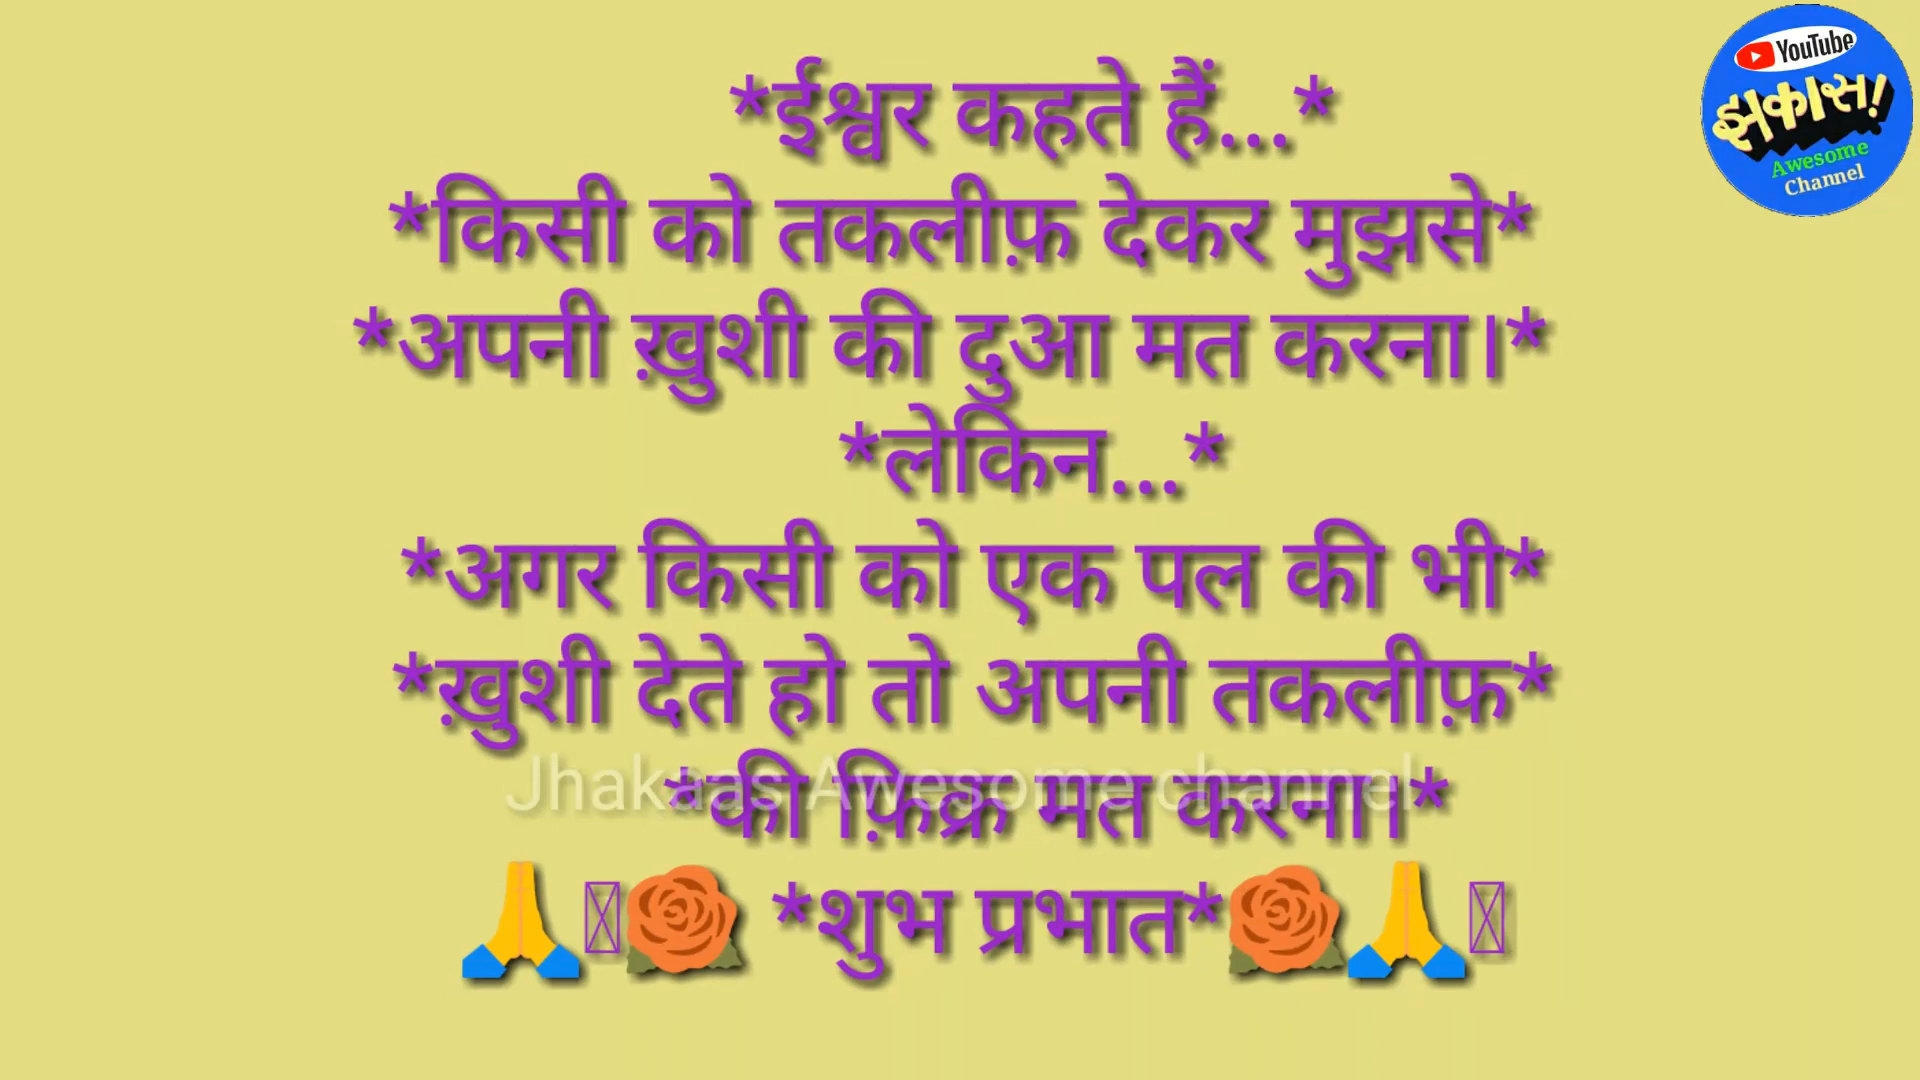 YouTube
झकास!
Awesome
Channel
*ईश्वर कहते हैं...*
*किसी को तकलीफ़ देकर मुझसे*
*अपनी ख़ुशी की दुआ मत करना।*
*लेकिन...*
*अगर किसी को एक पल की भी*
*ख़ुशी देते हो तो अपनी तकलीफ़*
Jhakaas Awesome channel
*की फ़िक्र मत करना।*
🙏🌹 *शुभ प्रभात*🌹🙏